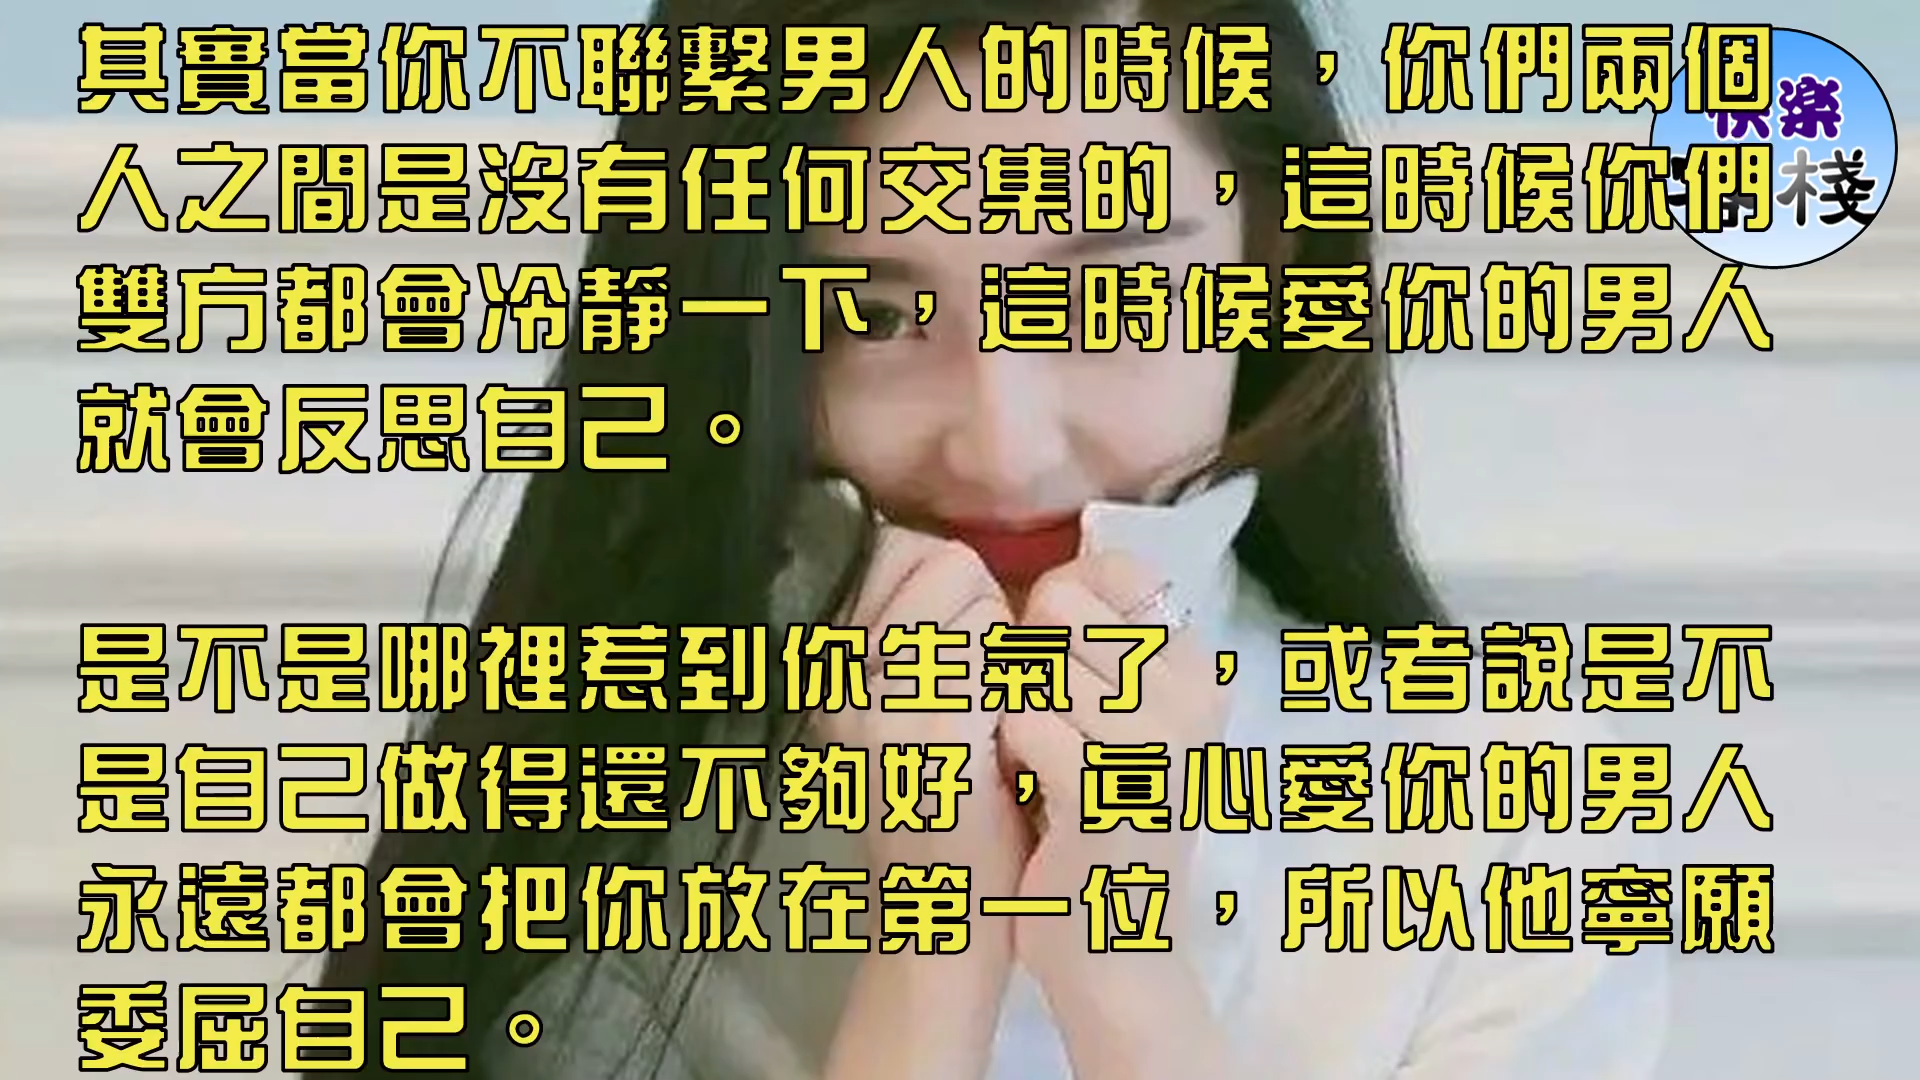 其實當你不聯繫男人的時候，你們兩個
人之間是沒有任何交集的，這時候你們
雙方都會冷靜一下，這時候愛你的男人
就會反思自己。
是不是哪裡惹到你生氣了，或者說是不
是自己做得還不夠好，真心愛你的男人
永遠都會把你放在第一位，所以他寧願
委屈自己。
快樂
棧